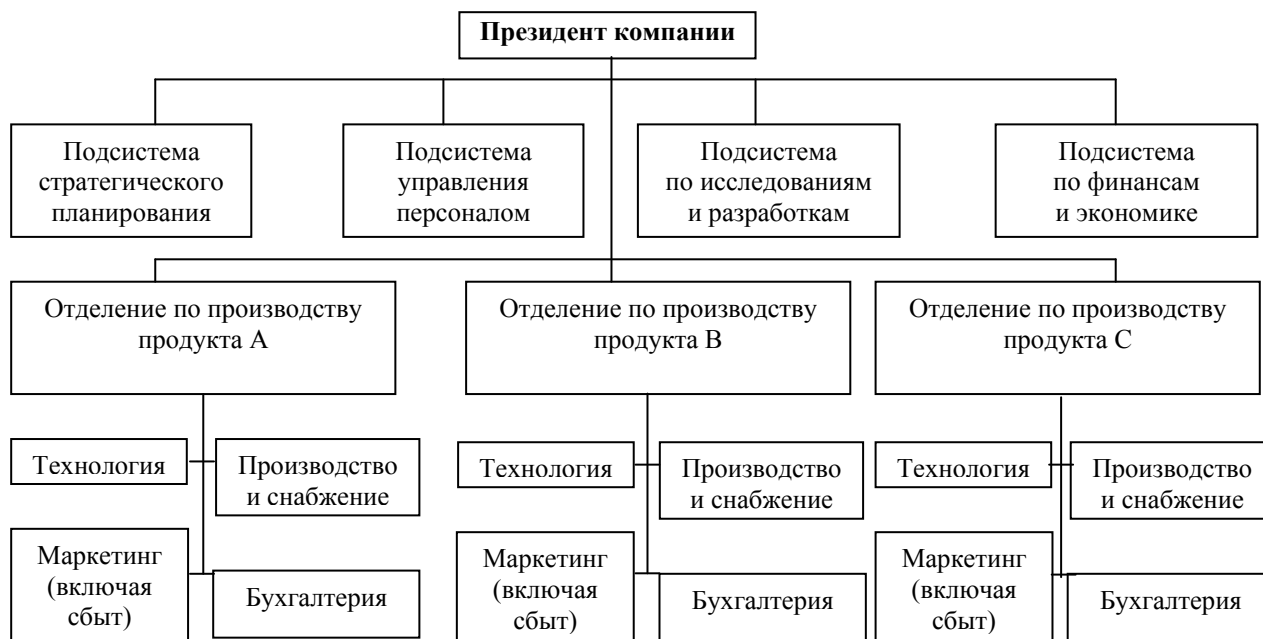 Президент компании
Подсистема
стратегического
планирования
Подсистема
управления
персоналом
Подсистема
по исследованиям
и разработкам
Подсистема
по финансам
и экономике
Отделение по производству
продукта А
Отделение по производству
продукта В
Отделение по производству
продукта С
Технология
Производство
и снабжение
Технология
Производство
и снабжение
Технология
Производство
и снабжение
Маркетинг
(включая
сбыт)
Бухгалтерия
Маркетинг
(включая
сбыт)
Бухгалтерия
Маркетинг
(включая
сбыт)
Бухгалтерия